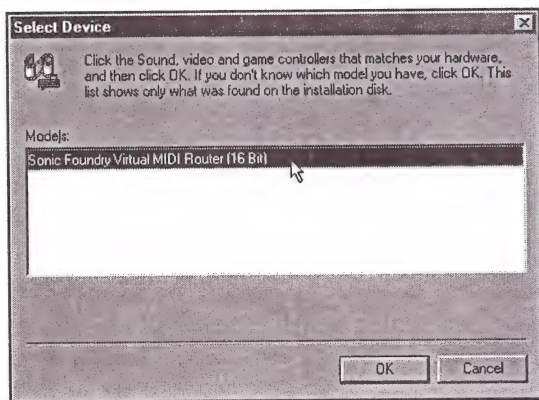 Select Device
Click the Sound, video and game controllers that matches your hardware,
and then click OK. If you don't know which model you have, click OK. This
list shows only what was found on the installation disk.
Models:
Sonic Foundry Virtual MIDI Router (16 Bit)
OK
Cancel